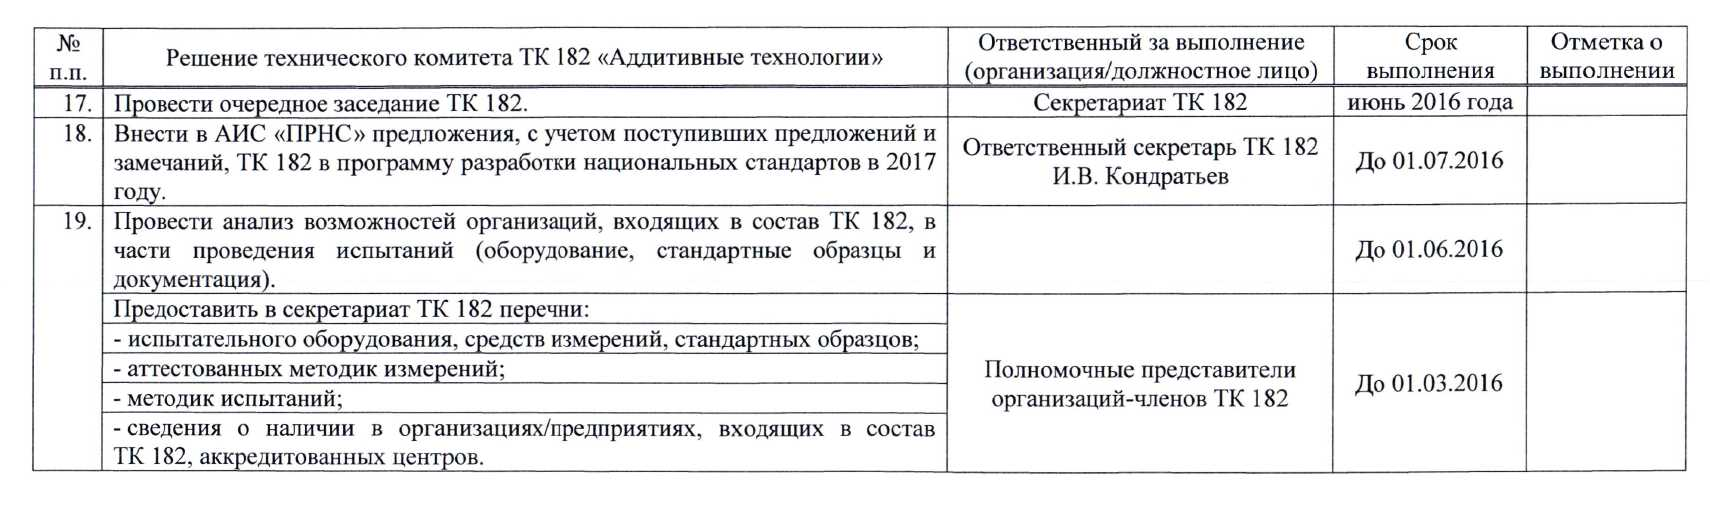 №
п.п.
Решение технического комитета ТК 182 «Аддитивные технологии»
Ответственный за выполнение
(организация/должностное лицо)
Срок
выполнения
Отметка о
выполнении
17.
Провести очередное заседание ТК 182.
Секретариат ТК 182
июнь 2016 года
18.
Внести в АИС «ПРНС» предложения, с учетом поступивших предложений и
замечаний, ТК 182 в программу разработки национальных стандартов в 2017
году.
Ответственный секретарь ТК 182
И.В. Кондратьев
До 01.07.2016
19.
Провести анализ возможностей организаций, входящих в состав ТК 182, в
части проведения испытаний (оборудование, стандартные образцы и
документация).
До 01.06.2016
Предоставить в секретариат ТК 182 перечни:
- испытательного оборудования, средств измерений, стандартных образцов;
- аттестованных методик измерений;
- методик испытаний;
- сведения о наличии в организациях/предприятиях, входящих в состав
ТК 182, аккредитованных центров.
Полномочные представители
организаций-членов ТК 182
До 01.03.2016